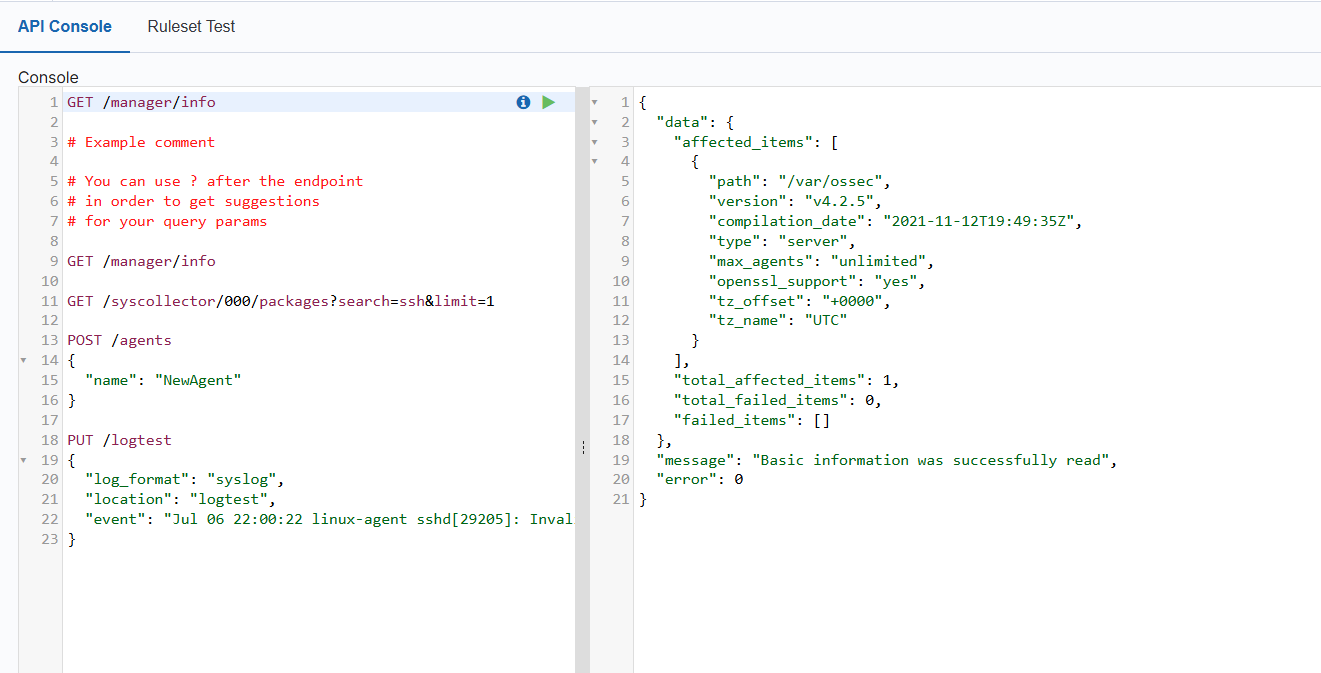 API Console Ruleset Test
Console
1 GET /manager/info
2
3 # Example comment
4
5 # You can use ? after the endpoint
6 # in order to get suggestions
7 # for your query params
8
9 GET /manager/info
10
11 GET /syscollector/000/packages?search=ssh&limit=1
12
13 POST /agents
14 {
15 "name": "NewAgent"
16 }
17
18 PUT /logtest
19 {
20 "log_format": "syslog",
21 "location": "logtest",
22 "event": "Jul 06 22:00:22 linux-agent sshd[29205]: Inval
23 }
1 {
2 "data": {
3 "affected_items": [
4 {
5 "path": "/var/ossec",
6 "version": "v4.2.5",
7 "compilation_date": "2021-11-12T19:49:35Z",
8 "type": "server",
9 "max_agents": "unlimited",
10 "openssl_support": "yes",
11 "tz_offset": "+0000",
12 "tz_name": "UTC"
13 }
14 ],
15 "total_affected_items": 1,
16 "total_failed_items": 0,
17 "failed_items": []
18 },
19 "message": "Basic information was successfully read",
20 "error": 0
21 }